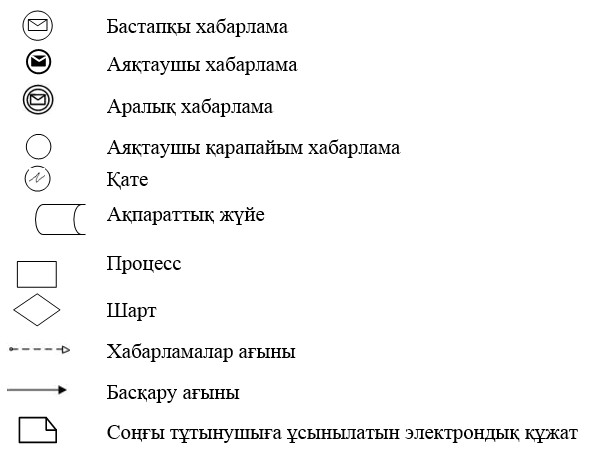 Бастапқы хабарлама
Аяқтаушы хабарлама
Аралық хабарлама
Аяқтаушы қарапайым хабарлама
Қате
Ақпараттық жүйе
Процесс
Шарт
Хабарламалар ағыны
Басқару ағыны
Соңғы тұтынушыға ұсынылатын электрондық құжат